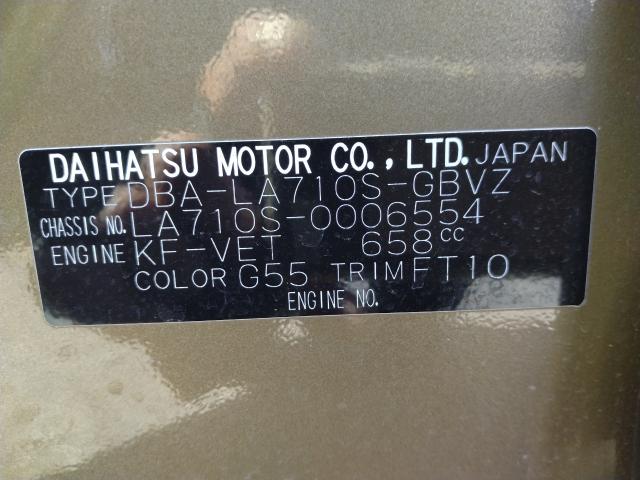 DAIHATSU MOTOR CO., LTD. JAPAN
TYPE DBA-LA710S-GBVZ
CHASSIS NO. LA710S-0006554
ENGINE KF-VET 658CC
COLOR G55 TRIM FT10
ENGINE NO.